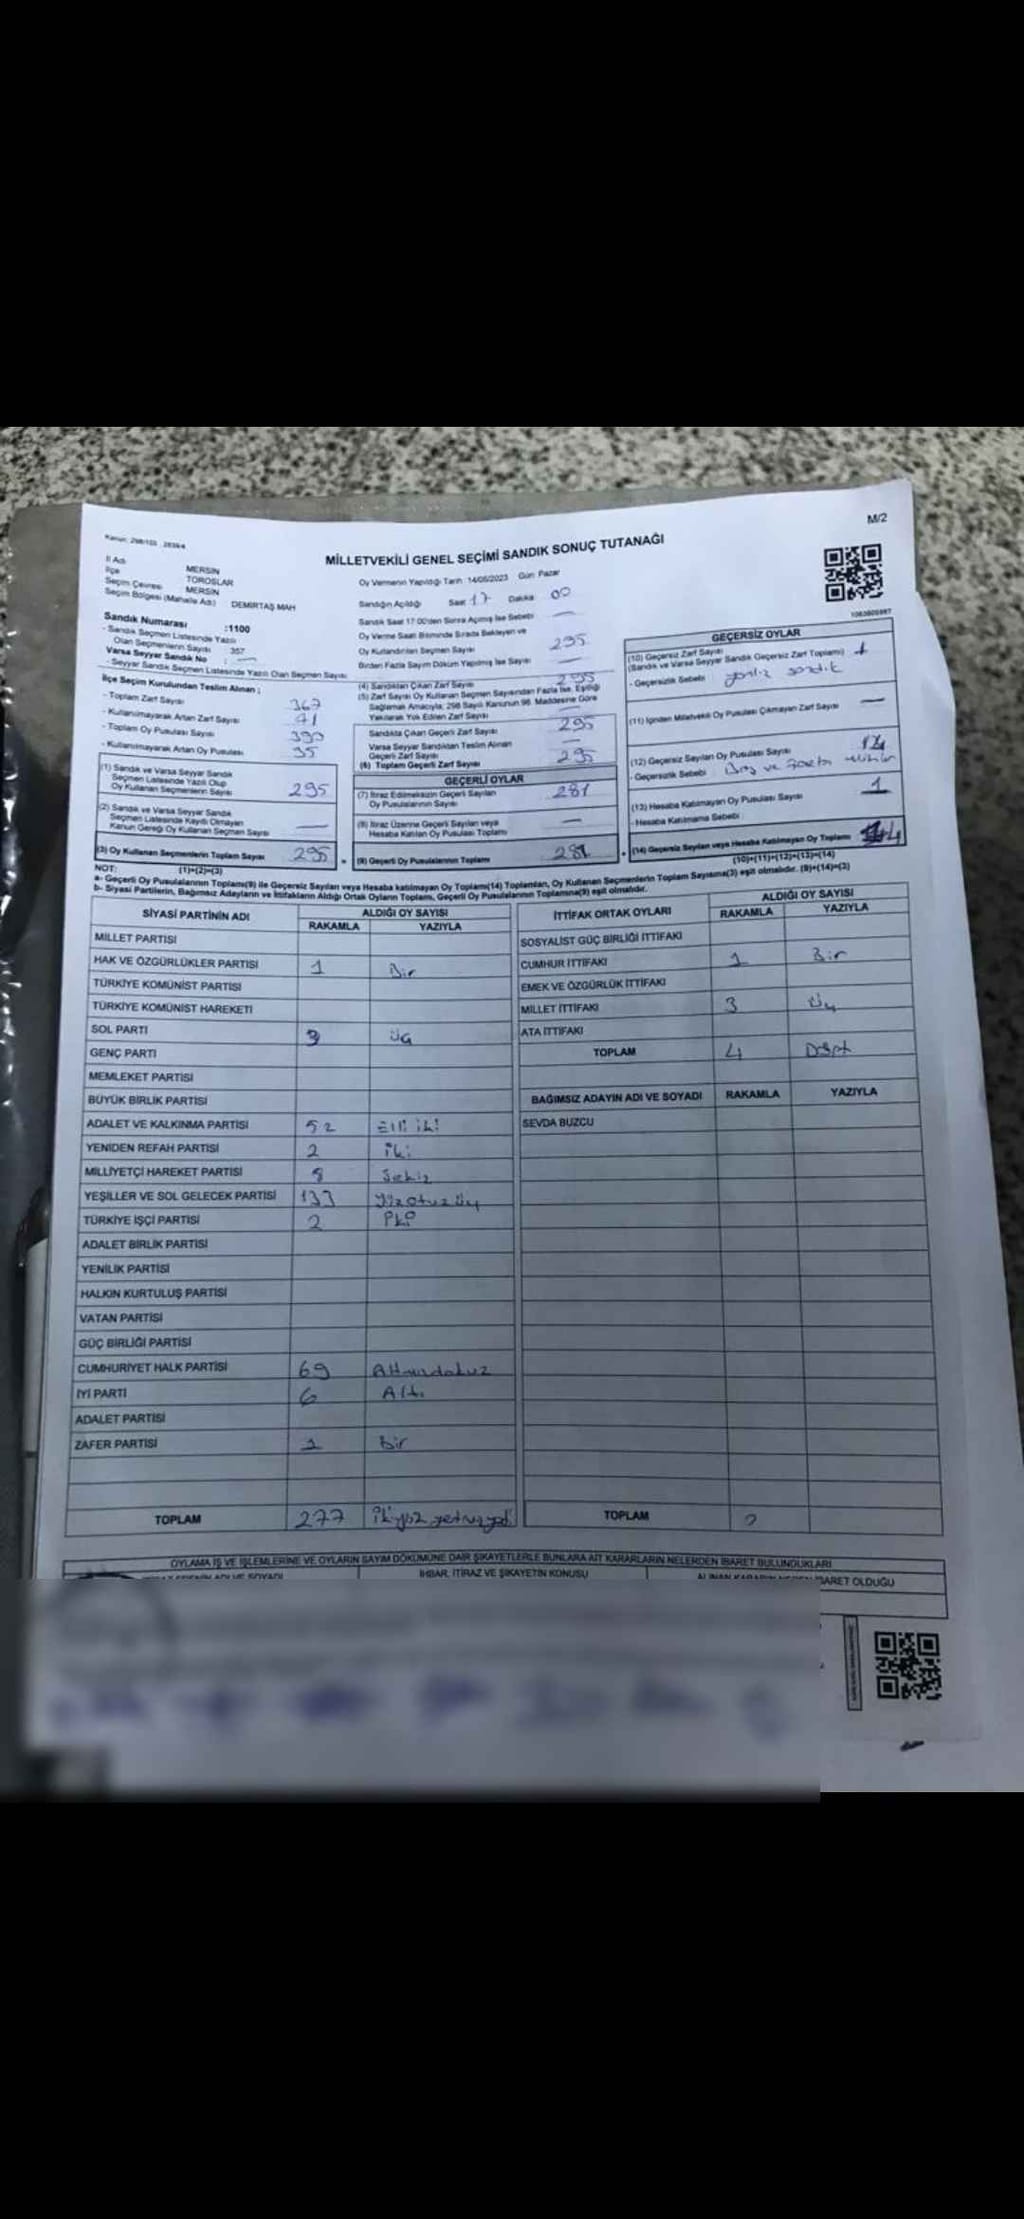 Kanun: 298/105
M/2
MİLLETVEKİLİ GENEL SEÇİMİ SANDIK SONUÇ TUTANAĞI
İl Adı MERSİN
İlçe TOROSLAR
Seçim Çevresi MERSİN
Seçim Bölgesi (Mahalle Adı) DEMİRTAŞ MAH
Sandık Numarası :1100
- Sandık Seçmen Listesinde Yazılı
Olan Seçmenlerin Sayısı 357
Varsa Seyyar Sandık No : —
- Seyyar Sandık Seçmen Listesinde Yazılı Olan Seçmen Sayısı
İlçe Seçim Kurulundan Teslim Alınan ;
- Toplam Zarf Sayısı 367
- Kullanılmayarak Artan Zarf Sayısı 71
- Toplam Oy Pusulası Sayısı 390
- Kullanılmayarak Artan Oy Pusulası 35
(1) Sandık ve Varsa Seyyar Sandık
Seçmen Listesinde Yazılı Olup
Oy Kullanan Seçmenlerin Sayısı 295
(2) Sandık ve Varsa Seyyar Sandık
Seçmen Listesinde Kayıtlı Olmayan
Kanun Gereği Oy Kullanan Seçmen Sayısı —
(3) Oy Kullanan Seçmenlerin Toplam Sayısı 295
(1)+(2)=(3)
Oy Vermenin Yapıldığı Tarih 14/05/2023 Gün Pazar
Sandığın Açıldığı Saat 17 Dakika 00
Sandık Saat 17:00'den Sonra Açılmış İse Sebebi —
Oy Verme Saati Bitiminde Sırada Bekleyen ve
Oy Kullandırılan Seçmen Sayısı 295
Birden Fazla Sayım Döküm Yapılmış İse Sayısı —
(4) Sandıktan Çıkan Zarf Sayısı 295
(5) Zarf Sayısı Oy Kullanan Seçmen Sayısından Fazla İse, Eşitliği
Sağlamak Amacıyla; 298 Sayılı Kanunun 98. Maddesine Göre
Yakılarak Yok Edilen Zarf Sayısı —
Sandıkta Çıkan Geçerli Zarf Sayısı 295
Varsa Seyyar Sandıktan Teslim Alınan
Geçerli Zarf Sayısı —
(6) Toplam Geçerli Zarf Sayısı 295
GEÇERLİ OYLAR
(7) İtiraz Edilmeksizin Geçerli Sayılan
Oy Pusulalarının Sayısı 281
(8) İtiraz Üzerine Geçerli Sayılan veya
Hesaba Katılan Oy Pusulası Toplamı —
(9) Geçerli Oy Pusulalarının Toplamı 281
1063605987
GEÇERSİZ OYLAR
(10) Geçersiz Zarf Sayısı
(Sandık ve Varsa Seyyar Sandık Geçersiz Zarf Toplamı)
- Geçersizlik Sebebi
(11) İçinden Milletvekili Oy Pusulası Çıkmayan Zarf Sayısı —
(12) Geçersiz Sayılan Oy Pusulası Sayısı
- Geçersizlik Sebebi
(13) Hesaba Katılmayan Oy Pusulası Sayısı 1
- Hesaba Katılmama Sebebi
(14) Geçersiz Sayılan veya Hesaba Katılmayan Oy Toplamı
(10)+(11)+(12)+(13)=(14)
NOT:
a- Geçerli Oy Pusulalarının Toplamı(9) ile Geçersiz Sayılan veya Hesaba katılmayan Oy Toplamı(14) Toplamları, Oy Kullanan Seçmenlerin Toplam Sayısına(3) eşit olmalıdır. (9)+(14)=(3)
b- Siyasi Partilerin, Bağımsız Adayların ve İttifakların Aldığı Ortak Oyların Toplamı, Geçerli Oy Pusulalarının Toplamına(9) eşit olmalıdır.
SİYASİ PARTİNİN ADI ALDIĞI OY SAYISI
RAKAMLA YAZIYLA
MİLLET PARTİSİ
HAK VE ÖZGÜRLÜKLER PARTİSİ 1 Bir
TÜRKİYE KOMÜNİST PARTİSİ
TÜRKİYE KOMÜNİST HAREKETİ
SOL PARTİ 3 üç
GENÇ PARTİ
MEMLEKET PARTİSİ
BÜYÜK BİRLİK PARTİSİ
ADALET VE KALKINMA PARTİSİ 52 Elli iki
YENİDEN REFAH PARTİSİ 2 iki
MİLLİYETÇİ HAREKET PARTİSİ 8 Sekiz
YEŞİLLER VE SOL GELECEK PARTİSİ 133 Yüzotuzüç
TÜRKİYE İŞÇİ PARTİSİ 2 İki
ADALET BİRLİK PARTİSİ
YENİLİK PARTİSİ
HALKIN KURTULUŞ PARTİSİ
VATAN PARTİSİ
GÜÇ BİRLİĞİ PARTİSİ
CUMHURİYET HALK PARTİSİ 69 Altmışdokuz
İYİ PARTİ 6 Altı
ADALET PARTİSİ
ZAFER PARTİSİ 1 Bir
TOPLAM 277 ikiyüz yetmişyedi
İTTİFAK ORTAK OYLARI ALDIĞI OY SAYISI
RAKAMLA YAZIYLA
SOSYALİST GÜÇ BİRLİĞİ İTTİFAKI
CUMHUR İTTİFAKI 1 Bir
EMEK VE ÖZGÜRLÜK İTTİFAKI
MİLLET İTTİFAKI 3 Üç
ATA İTTİFAKI
TOPLAM 4 Dört
BAĞIMSIZ ADAYIN ADI VE SOYADI RAKAMLA YAZIYLA
SEVDA BUZCU
TOPLAM 0
OYLAMA İŞ VE İŞLEMLERİNE VE OYLARIN SAYIM DÖKÜMÜNE DAİR ŞİKAYETLERLE BUNLARA AİT KARARLARIN NELERDEN İBARET BULUNDUKLARI
İHBAR, İTİRAZ VE ŞİKAYETİN KONUSU
İBARET OLDUĞU